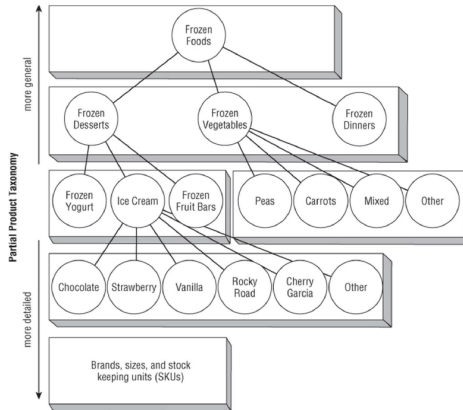 Partial Product Taxonomy
more general
more detailed
Frozen
Foods
Frozen
Desserts
Frozen
Vegetables
Frozen
Dinners
Frozen
Yogurt
Ice Cream
Frozen
Fruit Bars
Peas
Carrots
Mixed
Other
Chocolate
Strawberry
Vanilla
Rocky
Road
Cherry
Garcia
Other
Brands, sizes, and stock
keeping units (SKUs)